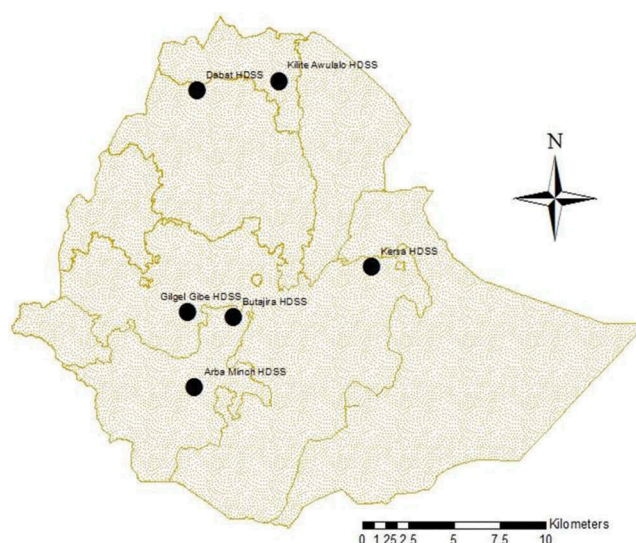 Kilite Awulalo HDSS
Dabat HDSS
N
Kersa HDSS
Gilgel Gibe HDSS
Butajira HDSS
Arba Minch HDSS
Kilometers
0 1.25 2.5 5 7.5 10